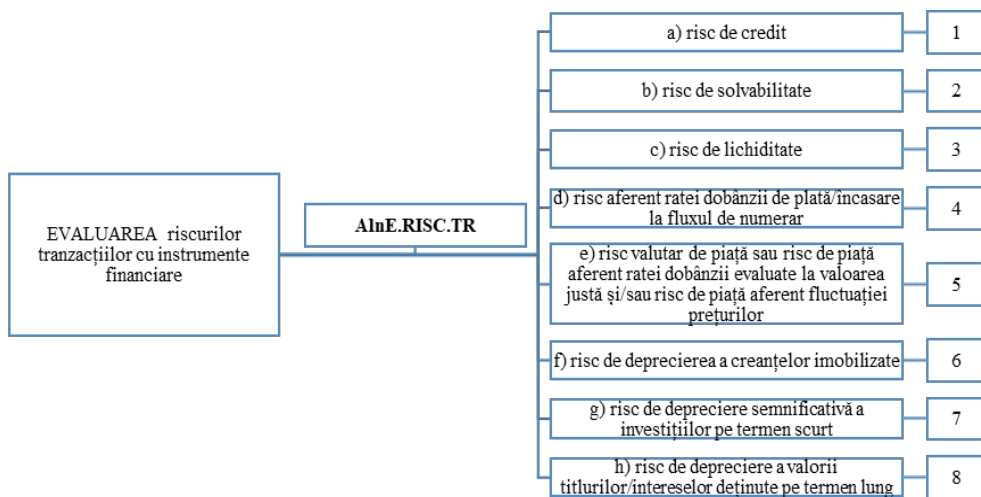 a) risc de credit
1
b) risc de solvabilitate
2
c) risc de lichiditate
3
d) risc aferent ratei dobânzii de plată/încasare
la fluxul de numerar
4
EVALUAREA riscurilor
tranzacțiilor cu instrumente
financiare
AlnE.RISC.TR
e) risc valutar de piață sau risc de piață
aferent ratei dobânzii evaluate la valoarea
justă și/sau risc de piață aferent fluctuației
prețurilor
5
f) risc de deprecierea a creanțelor imobilizate
6
g) risc de depreciere semnificativă a
investițiilor pe termen scurt
7
h) risc de depreciere a valorii
titlurilor/intereselor deținute pe termen lung
8